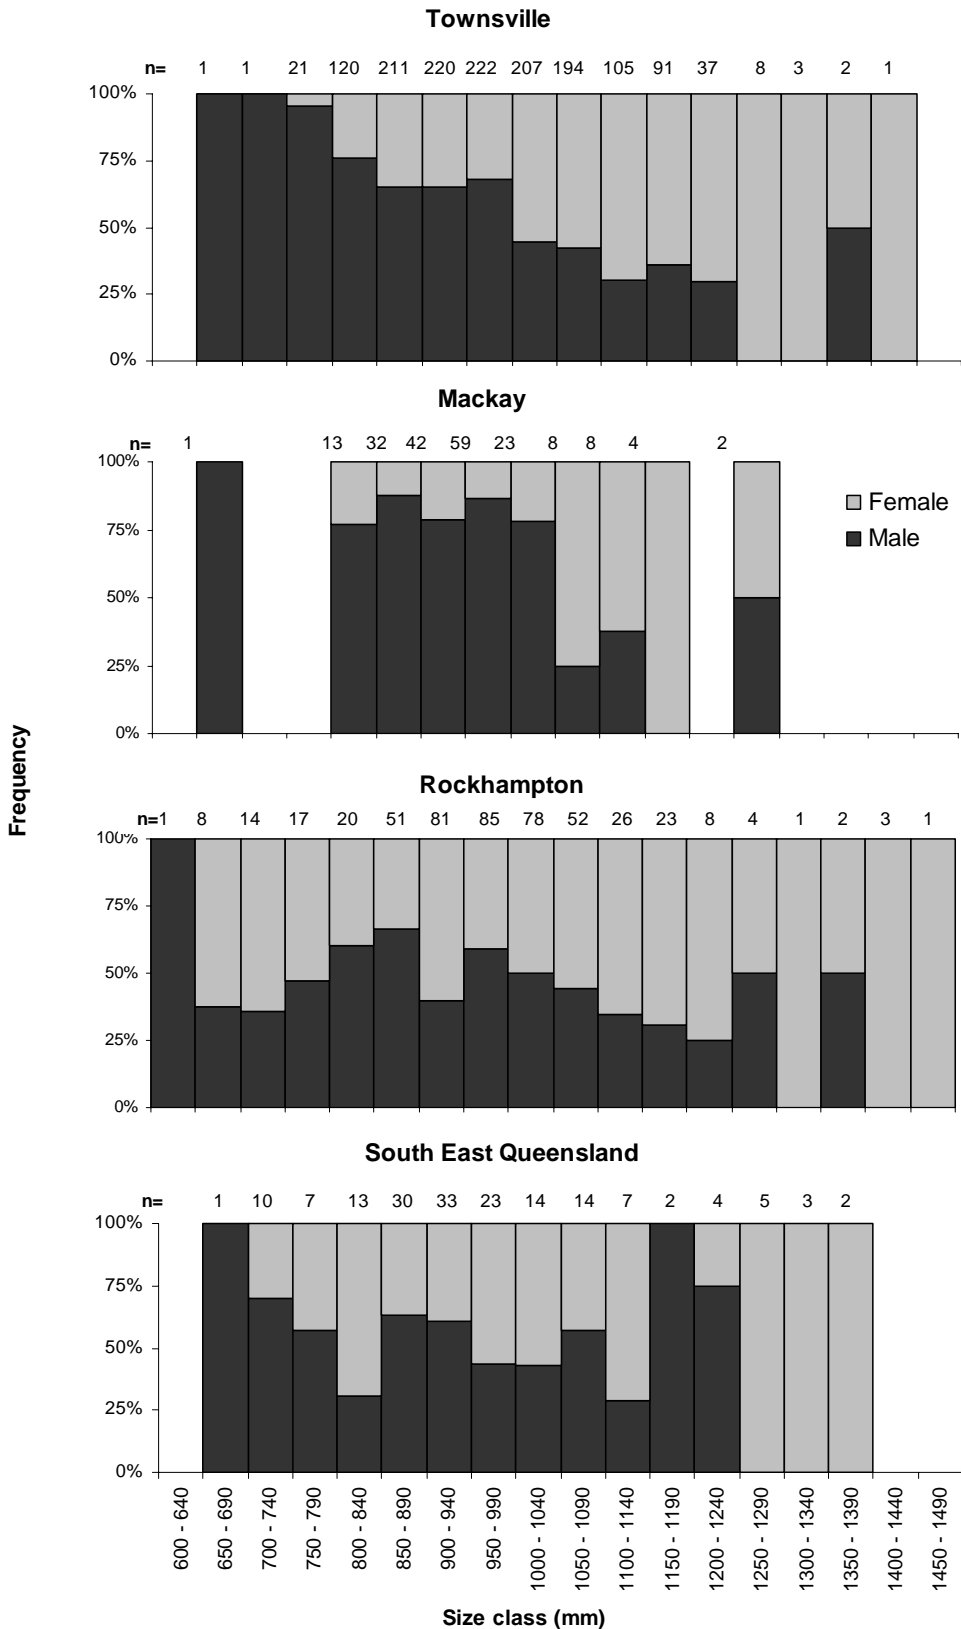 Townsville
n= 1 1 21 120 211 220 222 207 194 105 91 37 8 3 2 1
100%
75%
50%
25%
0%
Mackay
n= 1 13 32 42 59 23 8 8 4 2
100%
75%
50%
25%
0%
Female
Male
Frequency
Rockhampton
n=1 8 14 17 20 51 81 85 78 52 26 23 8 4 1 2 3 1
100%
75%
50%
25%
0%
South East Queensland
n= 1 10 7 13 30 33 23 14 14 7 2 4 5 3 2
100%
75%
50%
25%
0%
600 - 640
650 - 690
700 - 740
750 - 790
800 - 840
850 - 890
900 - 940
950 - 990
1000 - 1040
1050 - 1090
1100 - 1140
1150 - 1190
1200 - 1240
1250 - 1290
1300 - 1340
1350 - 1390
1400 - 1440
1450 - 1490
Size class (mm)